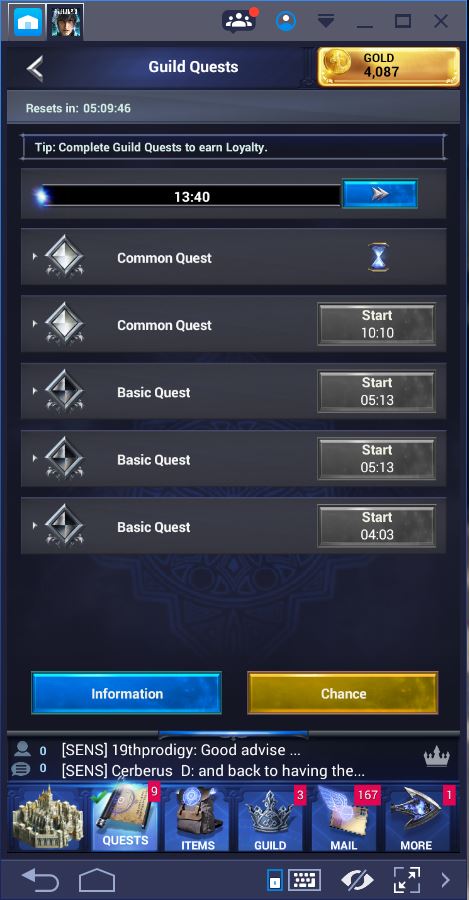 Guild Quests
GOLD
4,087
Resets in: 05:09:46
Tip: Complete Guild Quests to earn Loyalty.
13:40
Common Quest
Common Quest
Start
10:10
Basic Quest
Start
05:13
Basic Quest
Start
05:13
Basic Quest
Start
04:03
Information
Chance
0 [SENS] 19thprodigy: Good advise ...
0 [SENS] Cerberus D: and back to having the...
9
3
167
1
QUESTS
ITEMS
GUILD
MAIL
MORE